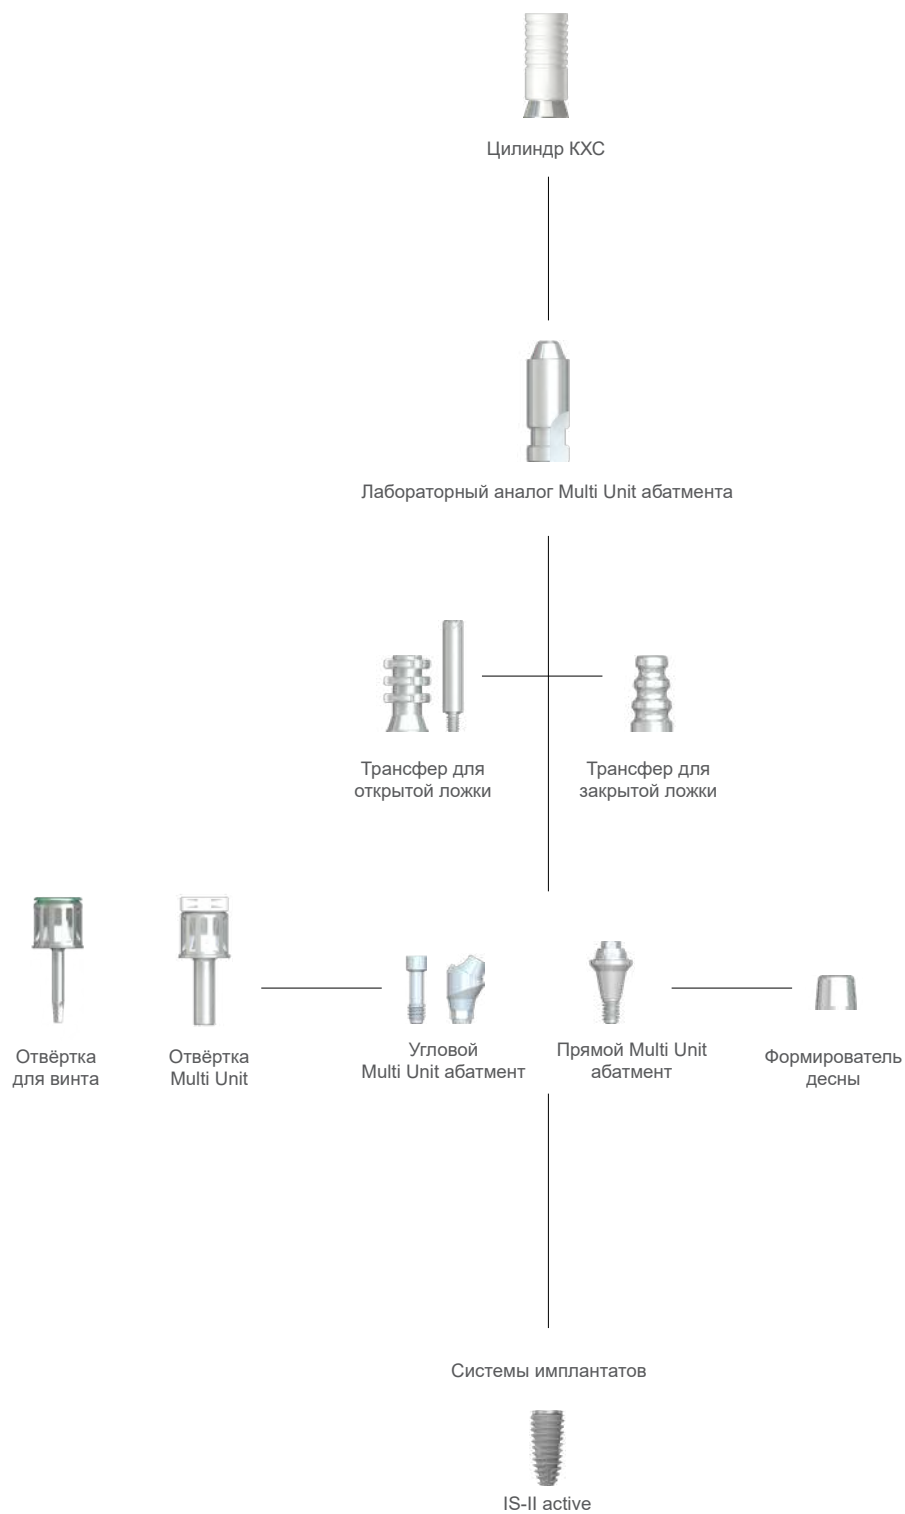 Цилиндр КХС
Лабораторный аналог Multi Unit абатмента
Трансфер для
открытой ложки
Трансфер для
закрытой ложки
Отвёртка
для винта
Отвёртка
Multi Unit
Угловой
Multi Unit абатмент
Прямой Multi Unit
абатмент
Формирователь
десны
Системы имплантатов
IS-II active